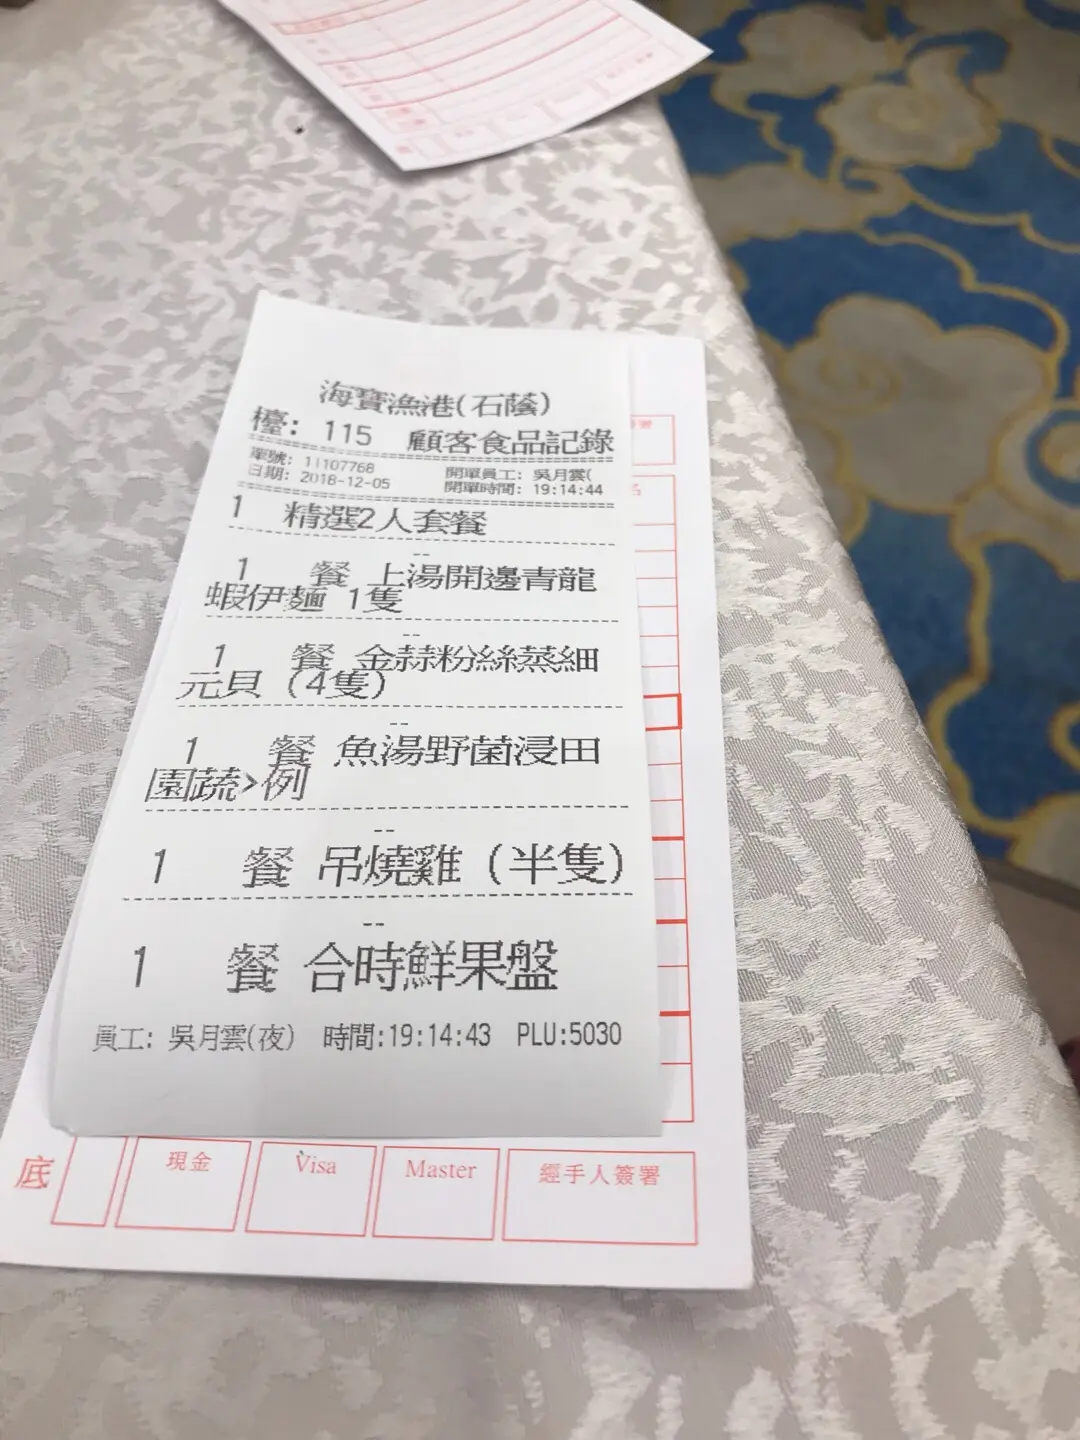 海寶漁港(石蔭)
檯: 115 顧客食品記錄
單號: 11107768 開單員工: 吳月雲(
日期: 2018-12-05 開單時間: 19:14:44
1 精選2人套餐
--
1 餐 上湯開邊青龍
蝦伊麵 1隻
--
1 餐 金蒜粉絲蒸細
元貝 (4隻)
--
1 餐 魚湯野菌浸田
園蔬>例
--
1 餐 吊燒雞 (半隻)
--
1 餐 合時鮮果盤
員工: 吳月雲(夜) 時間:19:14:43 PLU:5030
底 現金 Visa Master 經手人簽署